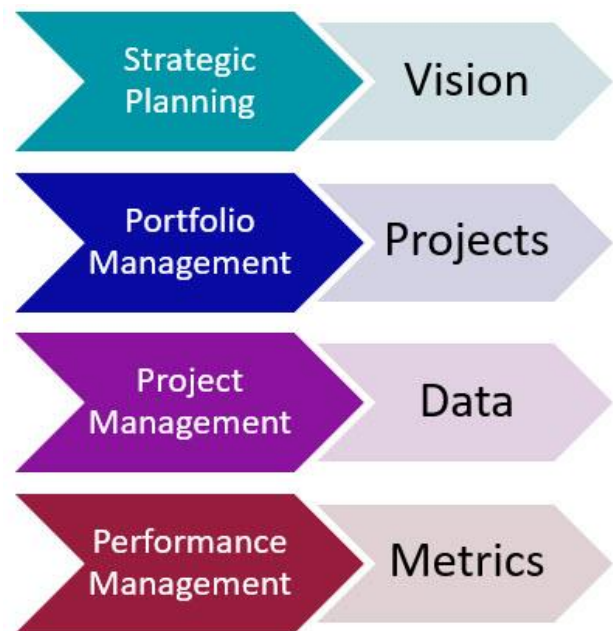 Strategic
Planning
Vision
Portfolio
Management
Projects
Project
Management
Data
Performance
Management
Metrics